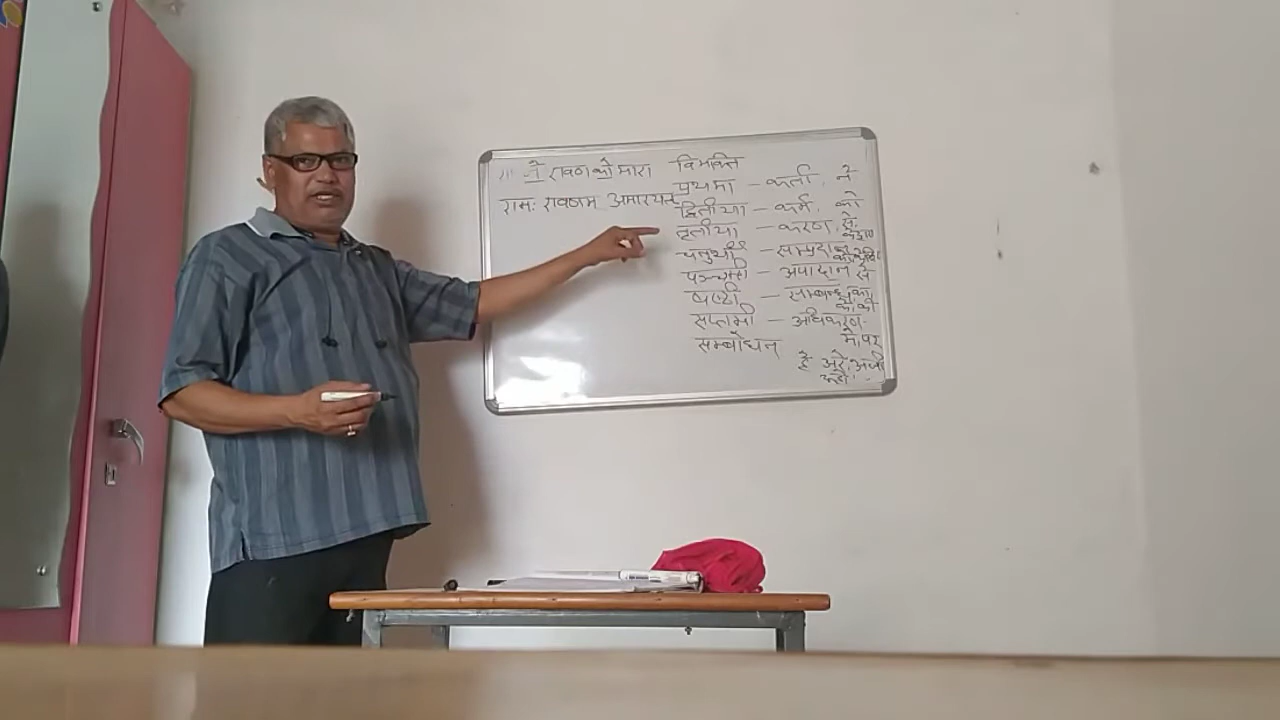 ने रावण को मारा
रामः रावणम अमारयत्
विभक्ति
प्रथमा - कर्ता, ने
द्वितीया - कर्म, को
तृतीया - करण, से,
के द्वारा
चतुर्थी - सम्प्रदान
को, के लिए
पञ्चमी - अपादान से
षष्ठी - सम्बन्ध, का,
के, की
सप्तमी - अधिकरण
में, पर
सम्बोधन
हे, अरे, अजी